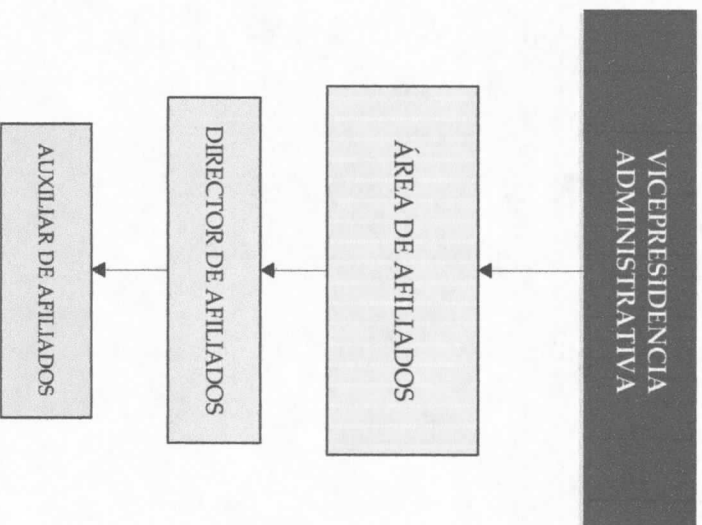 VICEPRESIDENCIA
ADMINISTRATIVA
ÁREA DE AFILIADOS
DIRECTOR DE AFILIADOS
AUXILIAR DE AFILIADOS